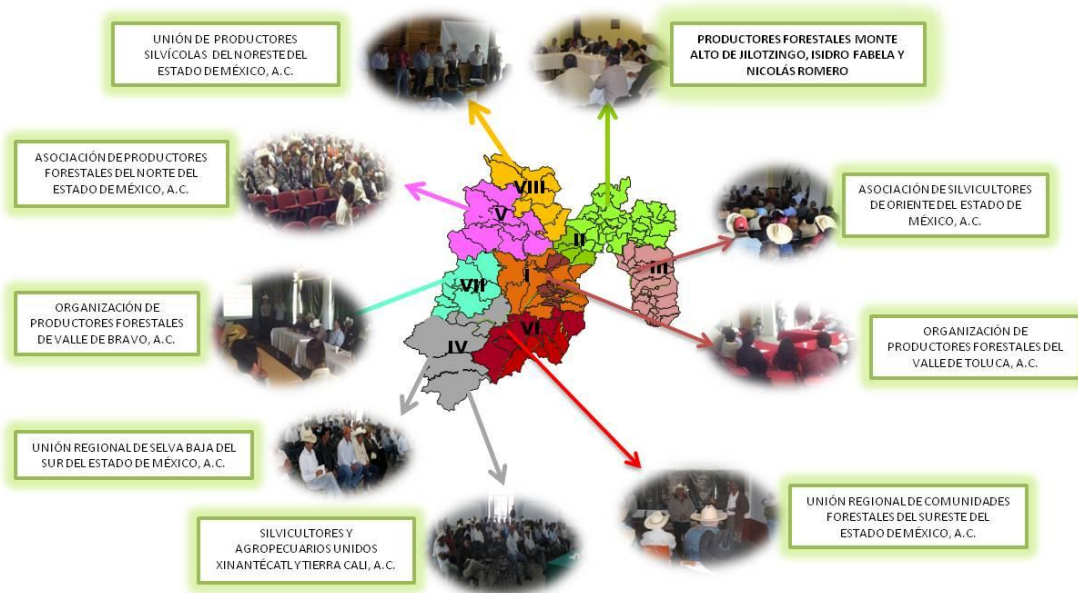 UNIÓN DE PRODUCTORES
SILVÍCOLAS DEL NORESTE DEL
ESTADO DE MÉXICO, A.C.
PRODUCTORES FORESTALES MONTE
ALTO DE JILOTZINGO, ISIDRO FABELA Y
NICOLÁS ROMERO
ASOCIACIÓN DE PRODUCTORES
FORESTALES DEL NORTE DEL
ESTADO DE MÉXICO, A.C.
ASOCIACIÓN DE SILVICULTORES
DE ORIENTE DEL ESTADO DE
MÉXICO, A.C.
VIII
V
II
III
I
VII
VI
IV
ORGANIZACIÓN DE
PRODUCTORES FORESTALES
DE VALLE DE BRAVO, A.C.
ORGANIZACIÓN DE
PRODUCTORES FORESTALES DEL
VALLE DE TOLUCA, A.C.
UNIÓN REGIONAL DE SELVA BAJA DEL
SUR DEL ESTADO DE MÉXICO, A.C.
SILVICULTORES Y
AGROPECUARIOS UNIDOS
XINANTÉCATL Y TIERRA CALI, A.C.
UNIÓN REGIONAL DE COMUNIDADES
FORESTALES DEL SURESTE DEL
ESTADO DE MÉXICO, A.C.